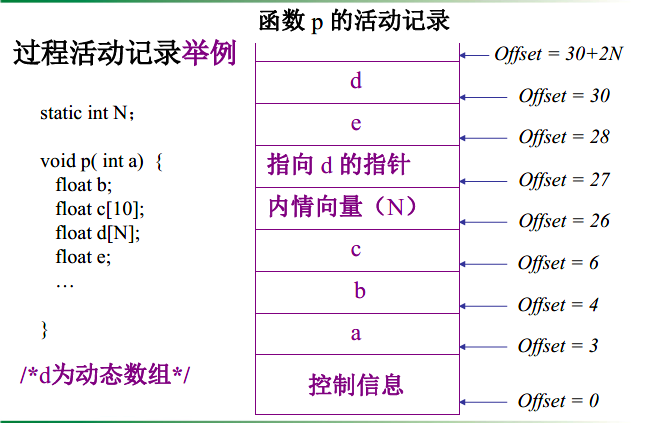 函数 p 的活动记录
过程活动记录举例
static int N；
void p( int a) {
float b;
float c[10];
float d[N];
float e;
…
}
/*d为动态数组*/
Offset = 30+2N
d
Offset = 30
e
Offset = 28
指向 d 的指针
Offset = 27
内情向量（N）
Offset = 26
c
Offset = 6
b
Offset = 4
a
Offset = 3
控制信息
Offset = 0